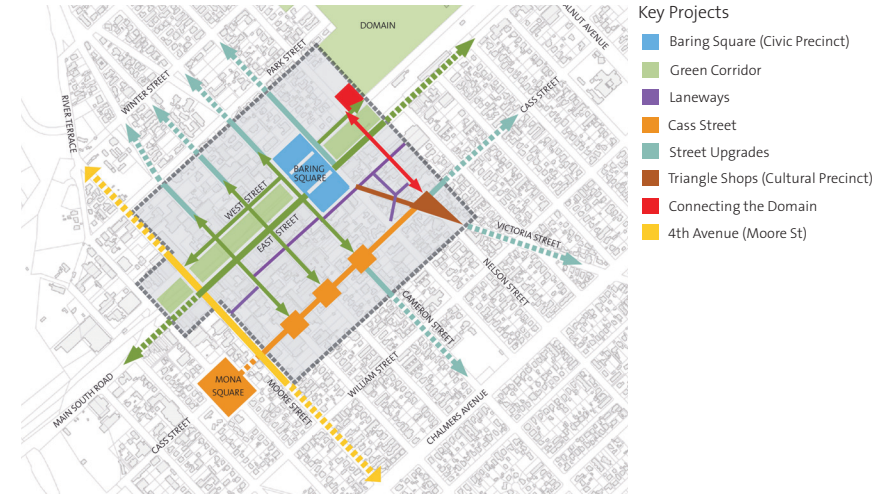 DOMAIN
ALNUT AVENUE
PARK STREET
WINTER STREET
RIVER TERRACE
CASS STREET
BARING
SQUARE
WEST STREET
EAST STREET
VICTORIA STREET
NELSON STREET
CAMERON STREET
WILLIAM STREET
MONA
SQUARE
MOORE STREET
MAIN SOUTH ROAD
CASS STREET
CHALMERS AVENUE
Key Projects
Baring Square (Civic Precinct)
Green Corridor
Laneways
Cass Street
Street Upgrades
Triangle Shops (Cultural Precinct)
Connecting the Domain
4th Avenue (Moore St)